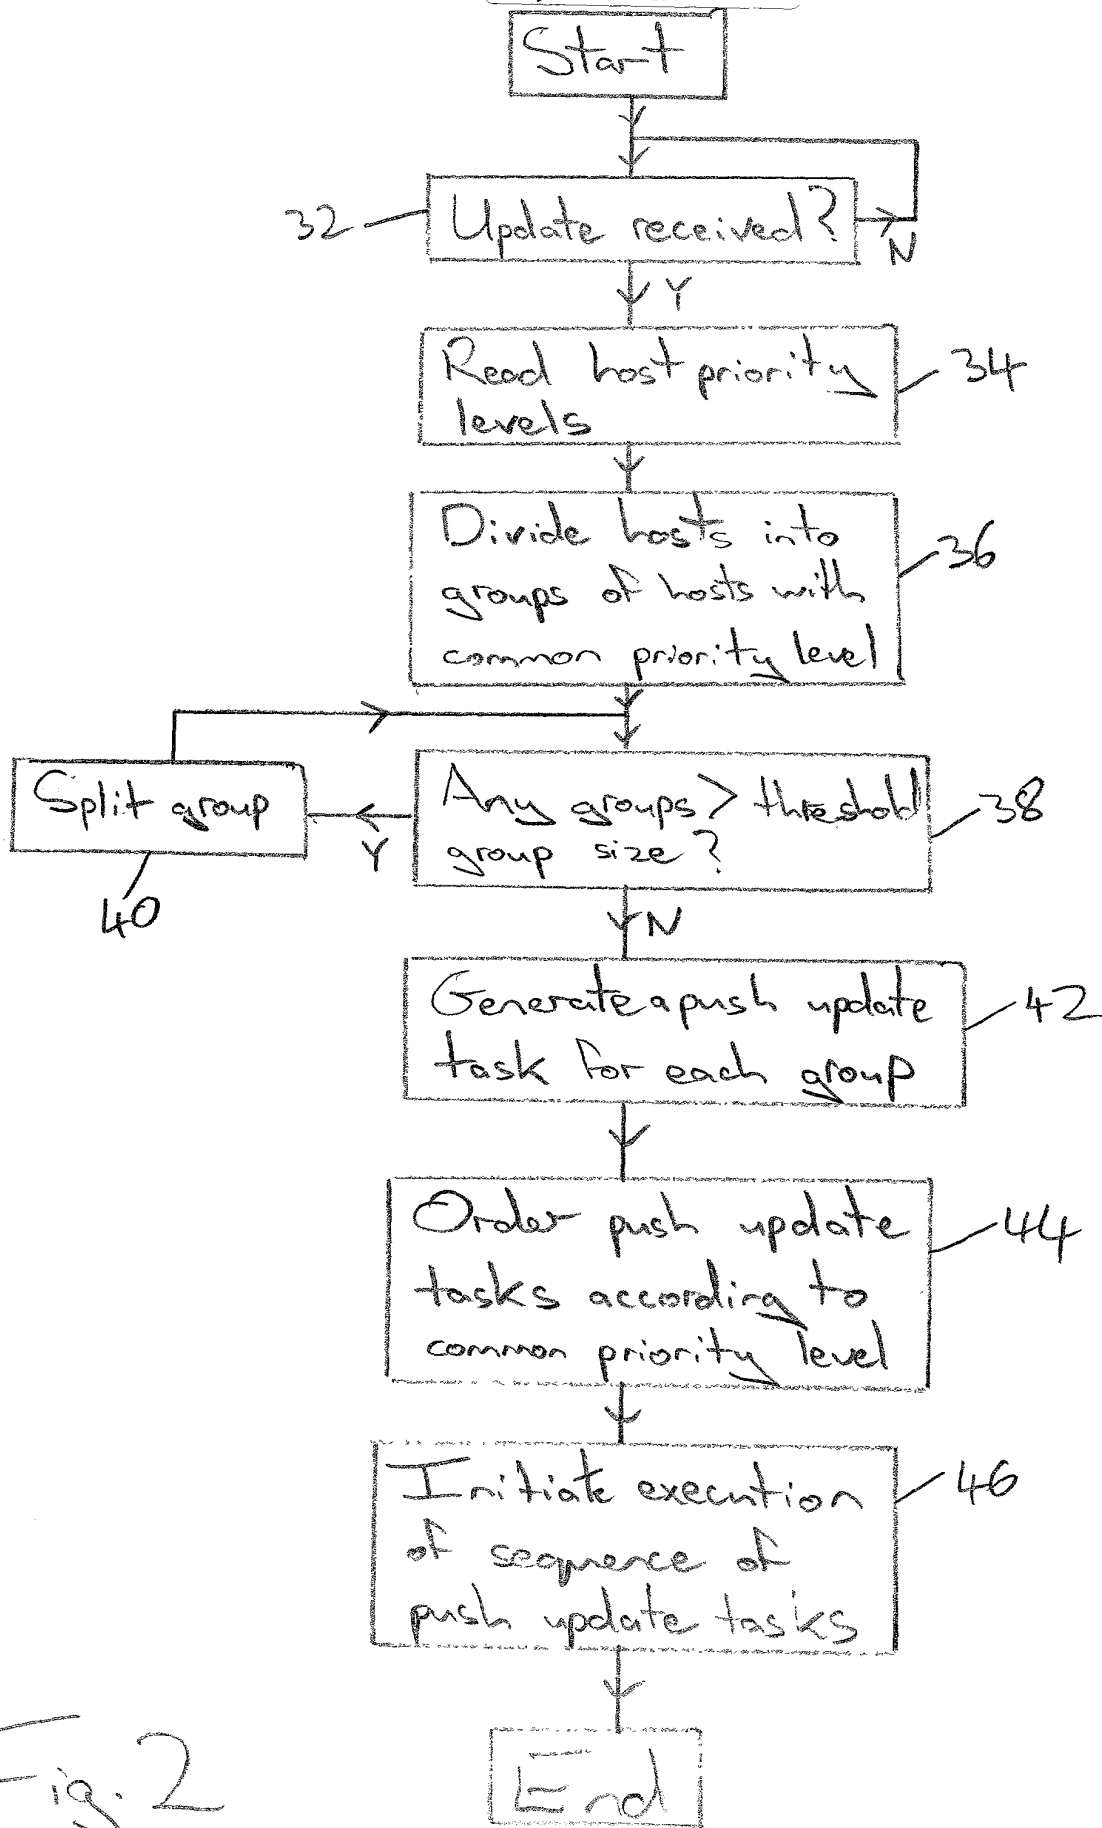 Start
32
Update received?
N
Y
Read host priority
levels
34
Divide hosts into
groups of hosts with
common priority level
36
Split group
40
Y
Any groups > threshold
group size?
38
N
Generate a push update
task for each group
42
Order push update
tasks according to
common priority level
44
Initiate execution
of sequence of
push update tasks
46
End
Fig. 2